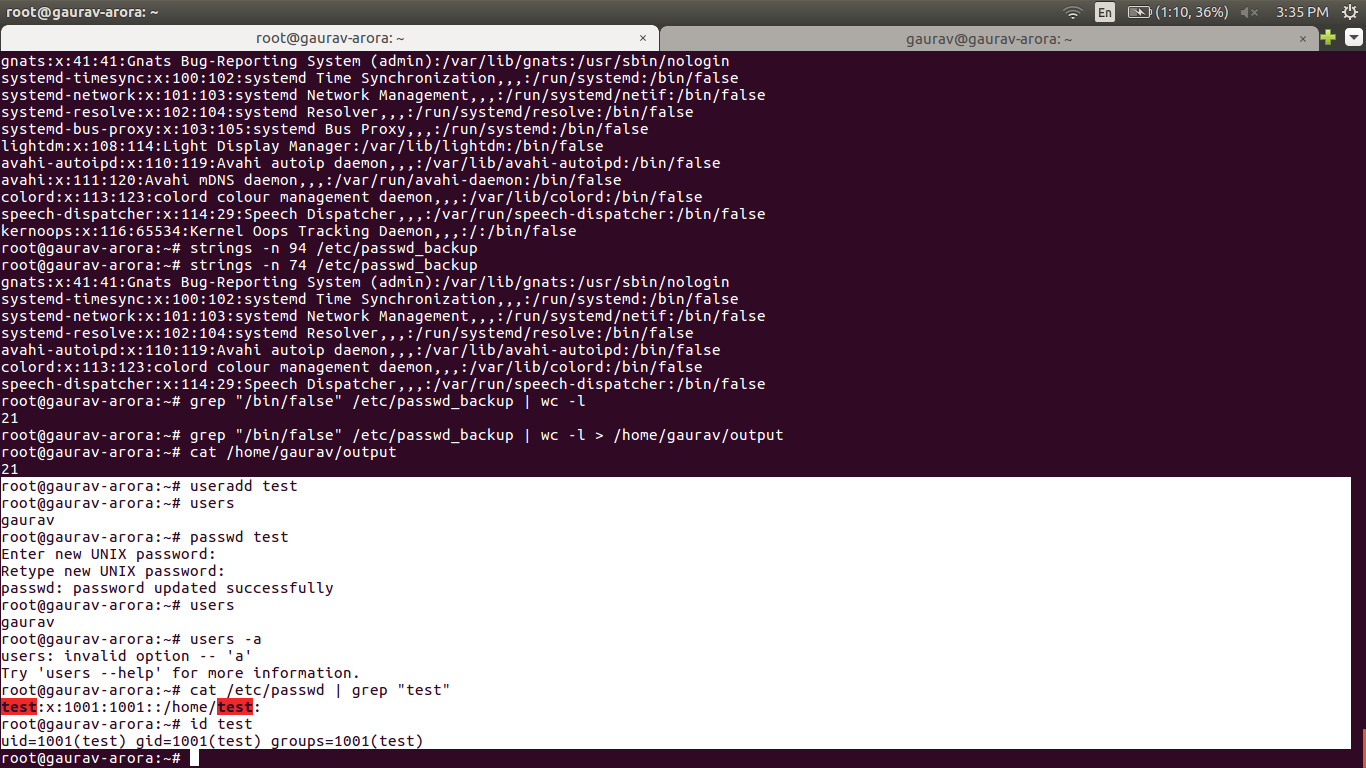 root@gaurav-arora: ~
En
(1:10, 36%)
3:35 PM
root@gaurav-arora: ~ ×
gaurav@gaurav-arora: ~ ×
gnats:x:41:41:Gnats Bug-Reporting System (admin):/var/lib/gnats:/usr/sbin/nologin
systemd-timesync:x:100:102:systemd Time Synchronization,,,:/run/systemd:/bin/false
systemd-network:x:101:103:systemd Network Management,,,:/run/systemd/netif:/bin/false
systemd-resolve:x:102:104:systemd Resolver,,,:/run/systemd/resolve:/bin/false
systemd-bus-proxy:x:103:105:systemd Bus Proxy,,,:/run/systemd:/bin/false
lightdm:x:108:114:Light Display Manager:/var/lib/lightdm:/bin/false
avahi-autoipd:x:110:119:Avahi autoip daemon,,,:/var/lib/avahi-autoipd:/bin/false
avahi:x:111:120:Avahi mDNS daemon,,,:/var/run/avahi-daemon:/bin/false
colord:x:113:123:colord colour management daemon,,,:/var/lib/colord:/bin/false
speech-dispatcher:x:114:29:Speech Dispatcher,,,:/var/run/speech-dispatcher:/bin/false
kernoops:x:116:65534:Kernel Oops Tracking Daemon,,,:/:/bin/false
root@gaurav-arora:~# strings -n 94 /etc/passwd_backup
root@gaurav-arora:~# strings -n 74 /etc/passwd_backup
gnats:x:41:41:Gnats Bug-Reporting System (admin):/var/lib/gnats:/usr/sbin/nologin
systemd-timesync:x:100:102:systemd Time Synchronization,,,:/run/systemd:/bin/false
systemd-network:x:101:103:systemd Network Management,,,:/run/systemd/netif:/bin/false
systemd-resolve:x:102:104:systemd Resolver,,,:/run/systemd/resolve:/bin/false
avahi-autoipd:x:110:119:Avahi autoip daemon,,,:/var/lib/avahi-autoipd:/bin/false
colord:x:113:123:colord colour management daemon,,,:/var/lib/colord:/bin/false
speech-dispatcher:x:114:29:Speech Dispatcher,,,:/var/run/speech-dispatcher:/bin/false
root@gaurav-arora:~# grep "/bin/false" /etc/passwd_backup | wc -l
21
root@gaurav-arora:~# grep "/bin/false" /etc/passwd_backup | wc -l > /home/gaurav/output
root@gaurav-arora:~# cat /home/gaurav/output
21
root@gaurav-arora:~# useradd test
root@gaurav-arora:~# users
gaurav
root@gaurav-arora:~# passwd test
Enter new UNIX password:
Retype new UNIX password:
passwd: password updated successfully
root@gaurav-arora:~# users
gaurav
root@gaurav-arora:~# users -a
users: invalid option -- 'a'
Try 'users --help' for more information.
root@gaurav-arora:~# cat /etc/passwd | grep "test"
test:x:1001:1001::/home/test:
root@gaurav-arora:~# id test
uid=1001(test) gid=1001(test) groups=1001(test)
root@gaurav-arora:~#